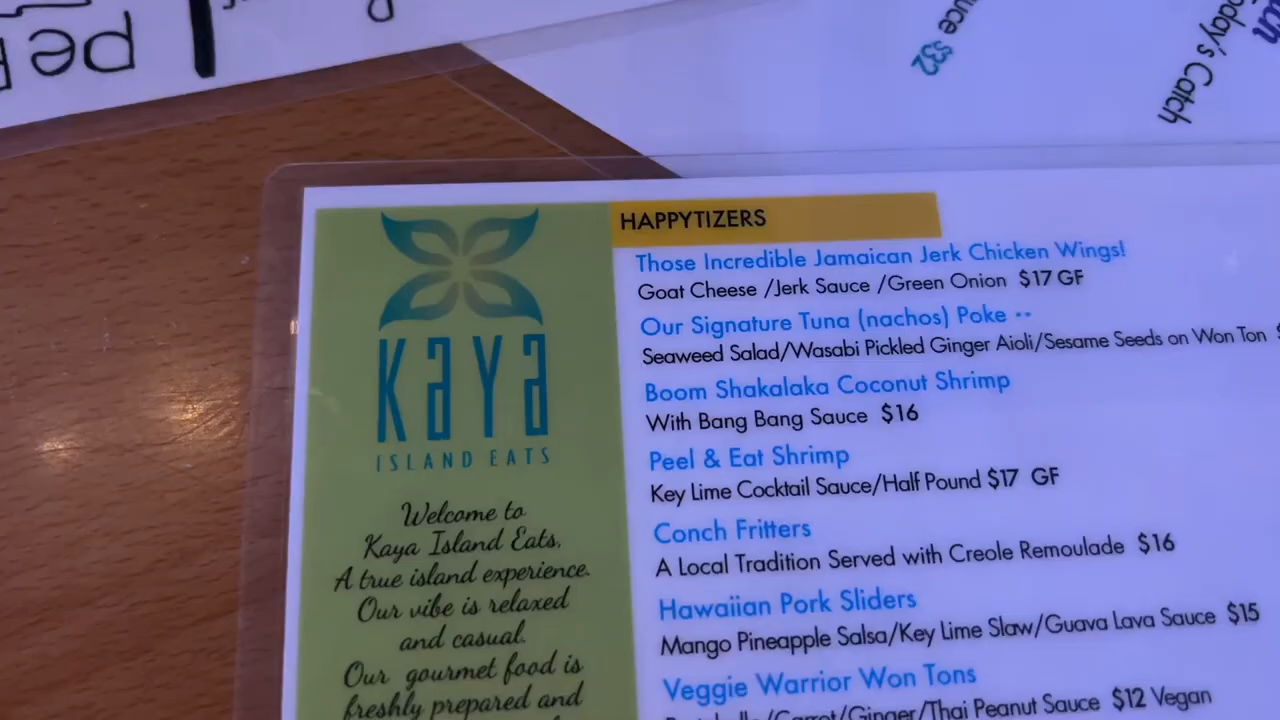 uce $32
oday's Catch
KAYA
ISLAND EATS
Welcome to
Kaya Island Eats.
A true island experience.
Our vibe is relaxed
and casual.
Our gourmet food is
freshly prepared and
HAPPYTIZERS
Those Incredible Jamaican Jerk Chicken Wings!
Goat Cheese /Jerk Sauce /Green Onion $17 GF
Our Signature Tuna (nachos) Poke **
Seaweed Salad/Wasabi Pickled Ginger Aioli/Sesame Seeds on Won Ton
Boom Shakalaka Coconut Shrimp
With Bang Bang Sauce $16
Peel & Eat Shrimp
Key Lime Cocktail Sauce/Half Pound $17 GF
Conch Fritters
A Local Tradition Served with Creole Remoulade $16
Hawaiian Pork Sliders
Mango Pineapple Salsa/Key Lime Slaw/Guava Lava Sauce $15
Veggie Warrior Won Tons
/Carrot/Ginger/Thai Peanut Sauce $12 Vegan